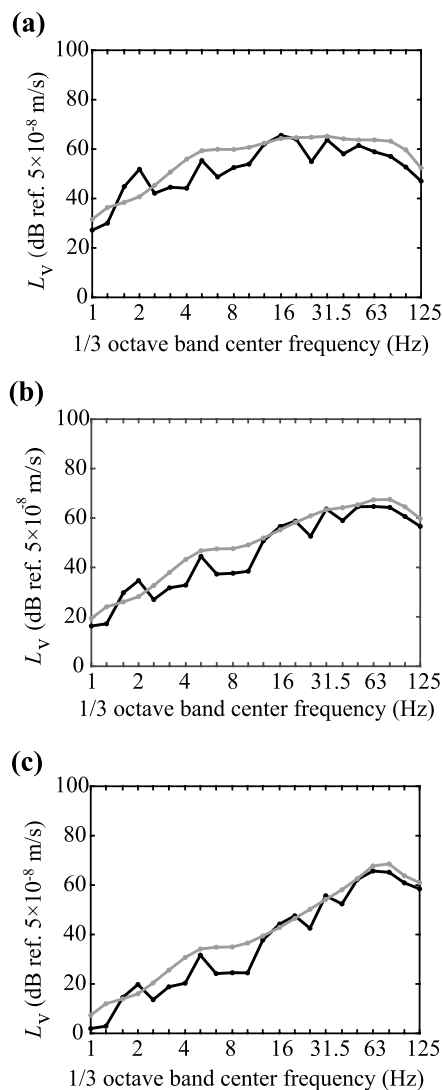 (a)
100
80
60
40
20
0
L_v (dB ref. 5×10⁻⁸ m/s)
1 2 4 8 16 31.5 63 125
1/3 octave band center frequency (Hz)
(b)
100
80
60
40
20
0
L_v (dB ref. 5×10⁻⁸ m/s)
1 2 4 8 16 31.5 63 125
1/3 octave band center frequency (Hz)
(c)
100
80
60
40
20
0
L_v (dB ref. 5×10⁻⁸ m/s)
1 2 4 8 16 31.5 63 125
1/3 octave band center frequency (Hz)